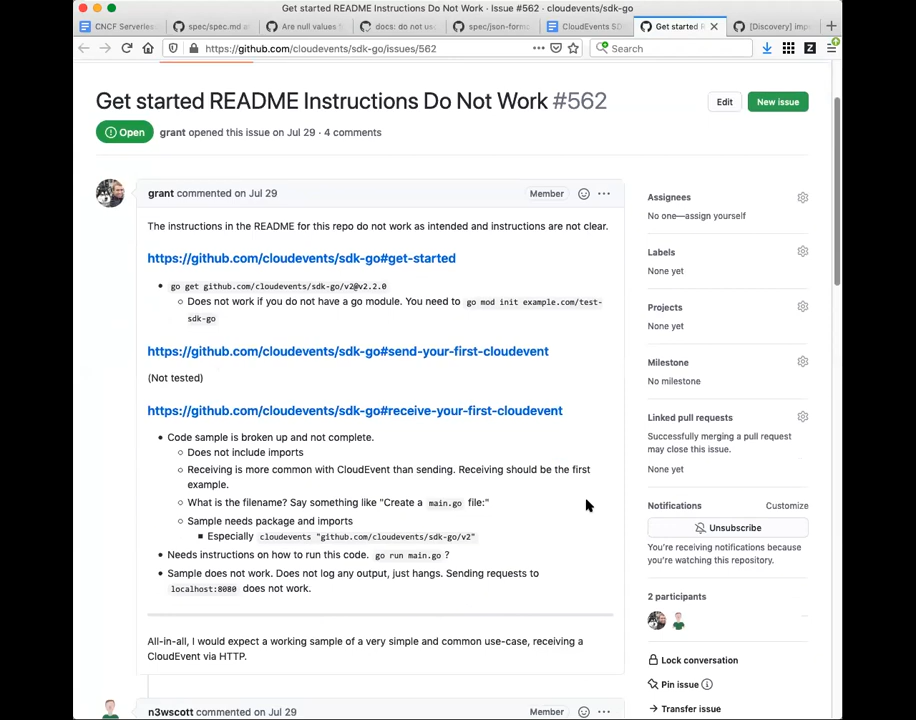 Get started README Instructions Do Not Work · Issue #562 · cloudevents/sdk-go
CNCF Serverles
spec/spec.md at
Are null values
docs: do not use
spec/json-form
CloudEvents SD
Get started R
[Discovery] imp
https://github.com/cloudevents/sdk-go/issues/562
Search
Get started README Instructions Do Not Work #562
Edit
New issue
Open
grant opened this issue on Jul 29 · 4 comments
grant commented on Jul 29
Member
The instructions in the README for this repo do not work as intended and instructions are not clear.
https://github.com/cloudevents/sdk-go#get-started
go get github.com/cloudevents/sdk-go/v2@v2.2.0
Does not work if you do not have a go module. You need to go mod init example.com/test-
sdk-go
https://github.com/cloudevents/sdk-go#send-your-first-cloudevent
(Not tested)
https://github.com/cloudevents/sdk-go#receive-your-first-cloudevent
Code sample is broken up and not complete.
Does not include imports
Receiving is more common with CloudEvent than sending. Receiving should be the first
example.
What is the filename? Say something like "Create a main.go file:"
Sample needs package and imports
Especially cloudevents "github.com/cloudevents/sdk-go/v2"
Needs instructions on how to run this code. go run main.go ?
Sample does not work. Does not log any output, just hangs. Sending requests to
localhost:8080 does not work.
All-in-all, I would expect a working sample of a very simple and common use-case, receiving a
CloudEvent via HTTP.
n3wscott commented on Jul 29
Member
Assignees
No one—assign yourself
Labels
None yet
Projects
None yet
Milestone
No milestone
Linked pull requests
Successfully merging a pull request
may close this issue.
None yet
Notifications
Customize
Unsubscribe
You're receiving notifications because
you're watching this repository.
2 participants
Lock conversation
Pin issue
Transfer issue